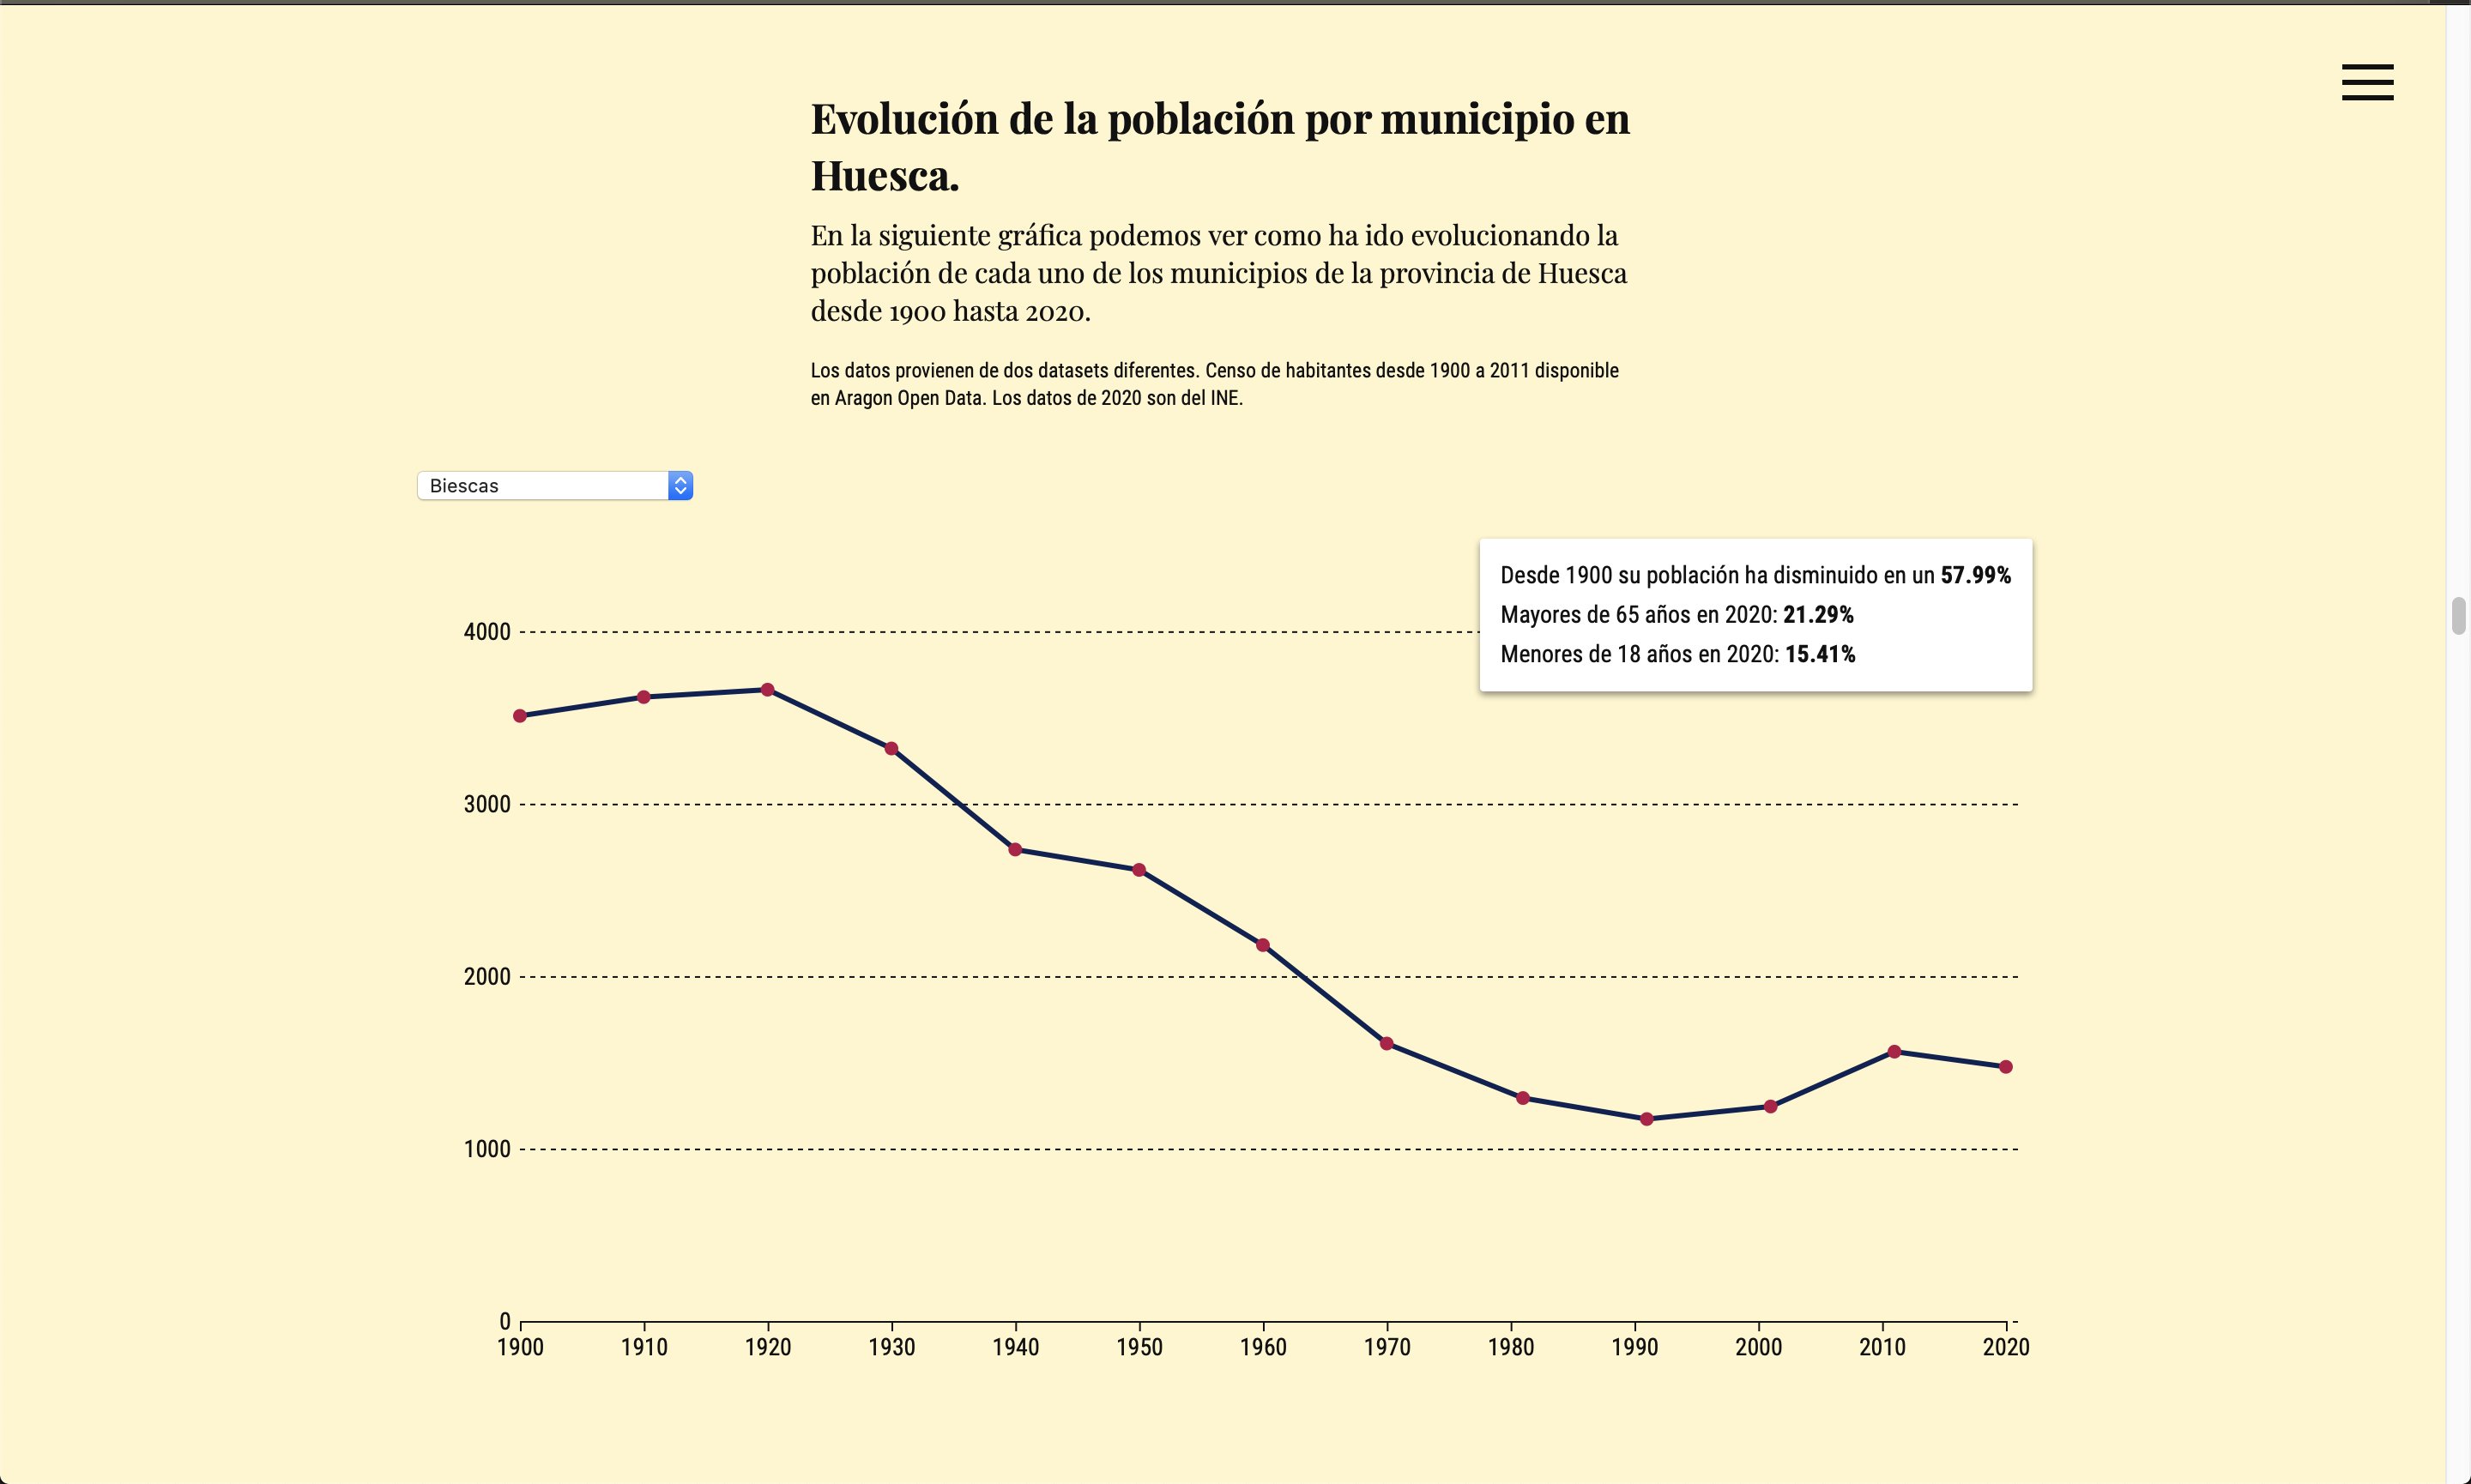 Evolución de la población por municipio en
Huesca.
En la siguiente gráfica podemos ver como ha ido evolucionando la
población de cada uno de los municipios de la provincia de Huesca
desde 1900 hasta 2020.
Los datos provienen de dos datasets diferentes. Censo de habitantes desde 1900 a 2011 disponible
en Aragon Open Data. Los datos de 2020 son del INE.
Biescas
Desde 1900 su población ha disminuido en un 57.99%
Mayores de 65 años en 2020: 21.29%
Menores de 18 años en 2020: 15.41%
4000
3000
2000
1000
0
1900 1910 1920 1930 1940 1950 1960 1970 1980 1990 2000 2010 2020